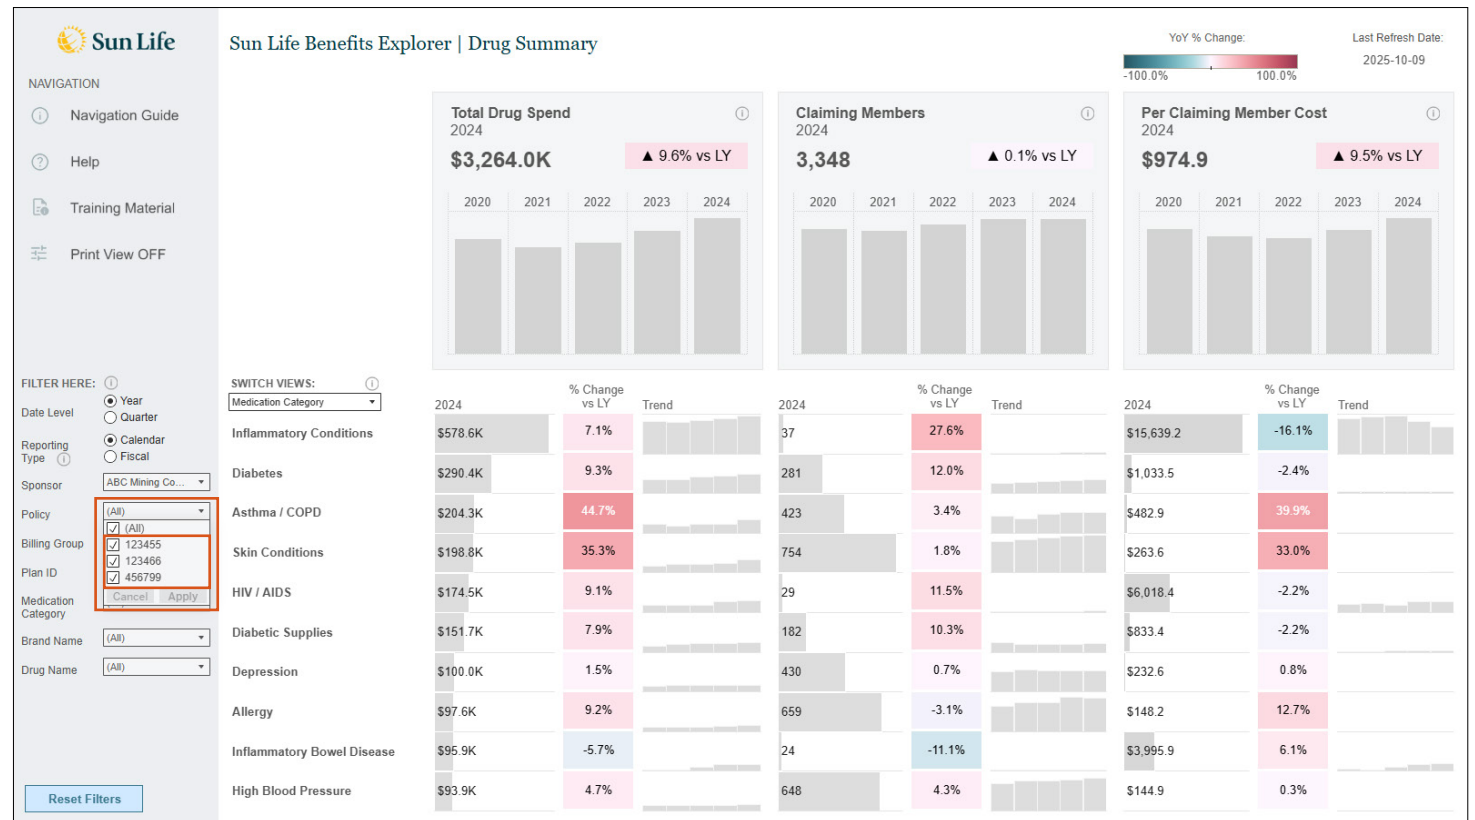 Sun Life
Sun Life Benefits Explorer | Drug Summary
YoY % Change:
-100.0% 100.0%
Last Refresh Date:
2025-10-09
NAVIGATION
Navigation Guide
Help
Training Material
Print View OFF
Total Drug Spend
2024
$3,264.0K ▲ 9.6% vs LY
2020 2021 2022 2023 2024
Claiming Members
2024
3,348 ▲ 0.1% vs LY
2020 2021 2022 2023 2024
Per Claiming Member Cost
2024
$974.9 ▲ 9.5% vs LY
2020 2021 2022 2023 2024
FILTER HERE:
Date Level
Year
Quarter
Reporting
Type
Calendar
Fiscal
Sponsor ABC Mining Co...
Policy (All)
(All)
123455
123466
456799
Cancel Apply
Billing Group
Plan ID
Medication
Category
Brand Name (All)
Drug Name (All)
Reset Filters
SWITCH VIEWS:
Medication Category
2024 % Change vs LY Trend 2024 % Change vs LY Trend 2024 % Change vs LY Trend
Inflammatory Conditions $578.6K 7.1% 37 27.6% $15,639.2 -16.1%
Diabetes $290.4K 9.3% 281 12.0% $1,033.5 -2.4%
Asthma / COPD $204.3K 44.7% 423 3.4% $482.9 39.9%
Skin Conditions $198.8K 35.3% 754 1.8% $263.6 33.0%
HIV / AIDS $174.5K 9.1% 29 11.5% $6,018.4 -2.2%
Diabetic Supplies $151.7K 7.9% 182 10.3% $833.4 -2.2%
Depression $100.0K 1.5% 430 0.7% $232.6 0.8%
Allergy $97.6K 9.2% 659 -3.1% $148.2 12.7%
Inflammatory Bowel Disease $95.9K -5.7% 24 -11.1% $3,995.9 6.1%
High Blood Pressure $93.9K 4.7% 648 4.3% $144.9 0.3%